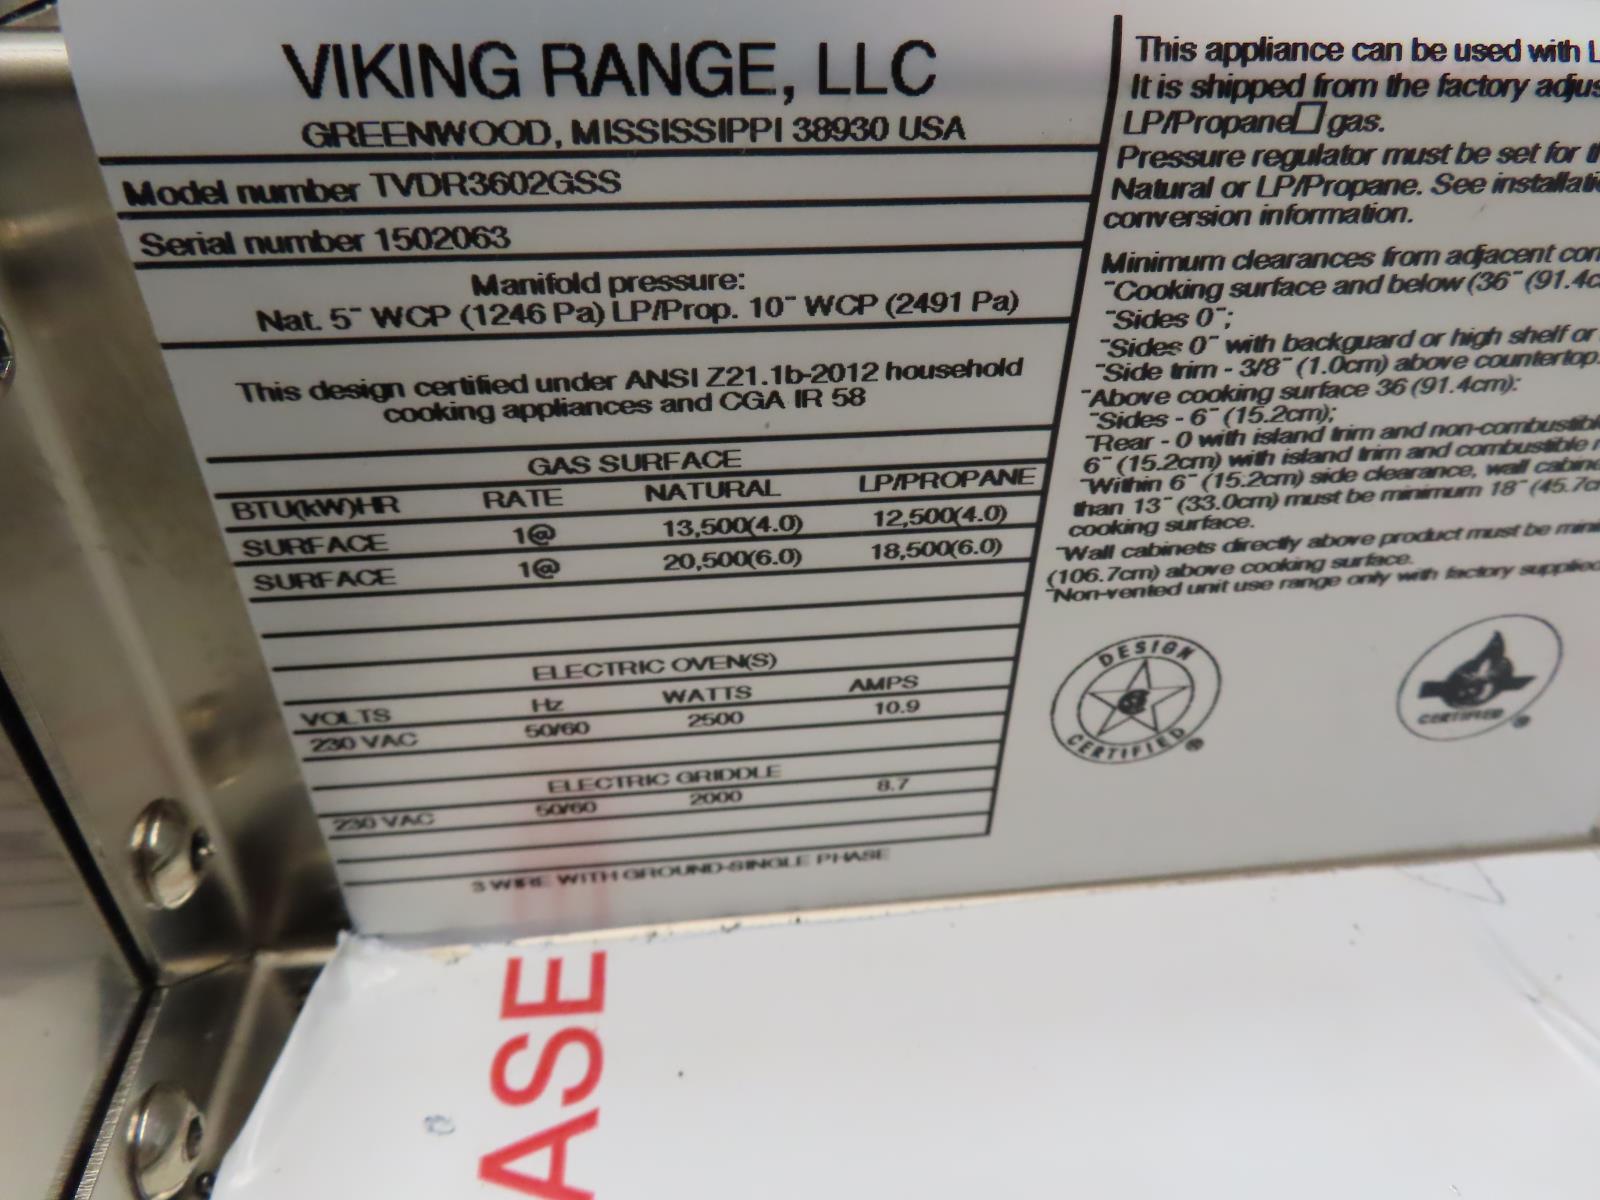 VIKING RANGE, LLC
GREENWOOD, MISSISSIPPI 38930 USA
Model number TVDR3602GSS
Serial number 1502063
Manifold pressure:
Nat. 5" WCP (1246 Pa) LP/Prop. 10" WCP (2491 Pa)
This design certified under ANSI Z21.1b-2012 household
cooking appliances and CGA IR 58
GAS SURFACE
BTU(kW)HR RATE NATURAL LP/PROPANE
SURFACE 1@ 13,500(4.0) 12,500(4.0)
SURFACE 1@ 20,500(6.0) 18,500(6.0)
ELECTRIC OVEN(S)
VOLTS Hz WATTS AMPS
230 VAC 50/60 2500 10.9
ELECTRIC GRIDDLE
230 VAC 50/60 2000 8.7
3 WIRE WITH GROUND-SINGLE PHASE
This appliance can be used with
It is shipped from the factory
LP/Propane☐ gas.
Pressure regulator must be set for
Natural or LP/Propane. See
conversion information.
Minimum clearances from adjacent
"Cooking surface and below (36" (91.4
"Sides 0";
"Sides 0" with backguard or high shelf or
"Side trim - 3/8" (1.0cm) above countertop.
"Above cooking surface 36 (91.4cm):
"Sides - 6" (15.2cm);
"Rear - 0 with island trim and
6" (15.2cm) with island trim and combustible
"Within 6" (15.2cm) side clearance, wall
than 13" (33.0cm) must be minimum 18" (45.7
cooking surface.
"Wall cabinets directly above product must be
(106.7cm) above cooking surface.
"Non-vented unit use range only with factory supplied
DESIGN
CERTIFIED
CERTIFIED
ASE